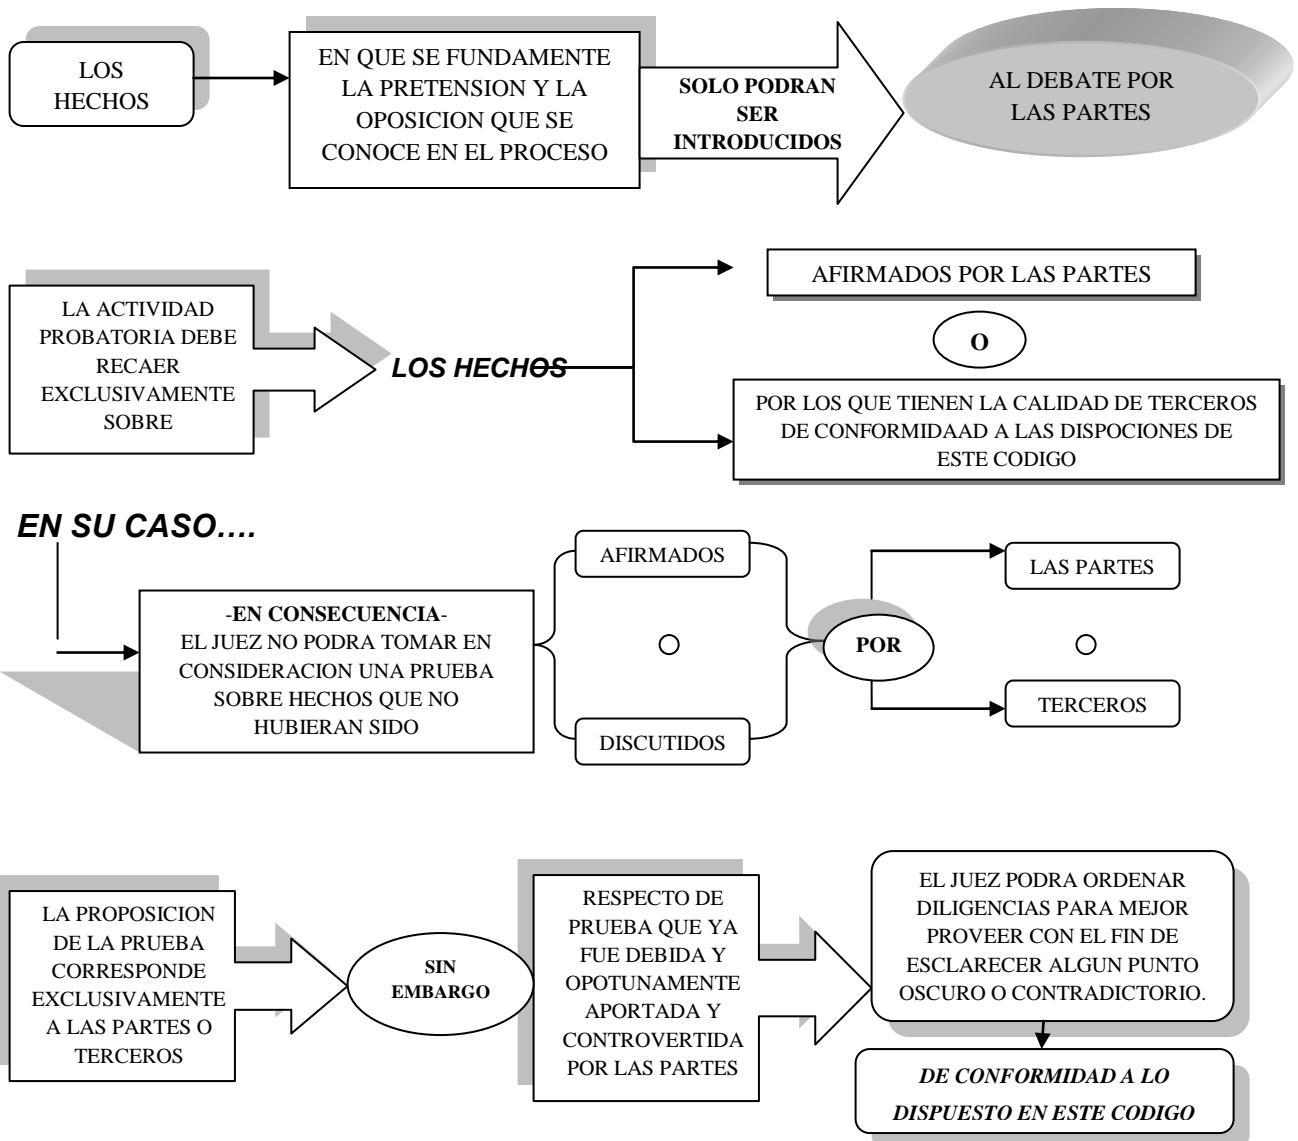 LOS
HECHOS
EN QUE SE FUNDAMENTE
LA PRETENSION Y LA
OPOSICION QUE SE
CONOCE EN EL PROCESO
SOLO PODRAN
SER
INTRODUCIDOS
AL DEBATE POR
LAS PARTES
LA ACTIVIDAD
PROBATORIA DEBE
RECAER
EXCLUSIVAMENTE
SOBRE
LOS HECHOS
AFIRMADOS POR LAS PARTES
O
POR LOS QUE TIENEN LA CALIDAD DE TERCEROS
DE CONFORMIDAAD A LAS DISPOCIONES DE
ESTE CODIGO
EN SU CASO….
-EN CONSECUENCIA-
EL JUEZ NO PODRA TOMAR EN
CONSIDERACION UNA PRUEBA
SOBRE HECHOS QUE NO
HUBIERAN SIDO
AFIRMADOS
DISCUTIDOS
POR
LAS PARTES
TERCEROS
LA PROPOSICION
DE LA PRUEBA
CORRESPONDE
EXCLUSIVAMENTE
A LAS PARTES O
TERCEROS
SIN
EMBARGO
RESPECTO DE
PRUEBA QUE YA
FUE DEBIDA Y
OPOTUNAMENTE
APORTADA Y
CONTROVERTIDA
POR LAS PARTES
EL JUEZ PODRA ORDENAR
DILIGENCIAS PARA MEJOR
PROVEER CON EL FIN DE
ESCLARECER ALGUN PUNTO
OSCURO O CONTRADICTORIO.
DE CONFORMIDAD A LO
DISPUESTO EN ESTE CODIGO